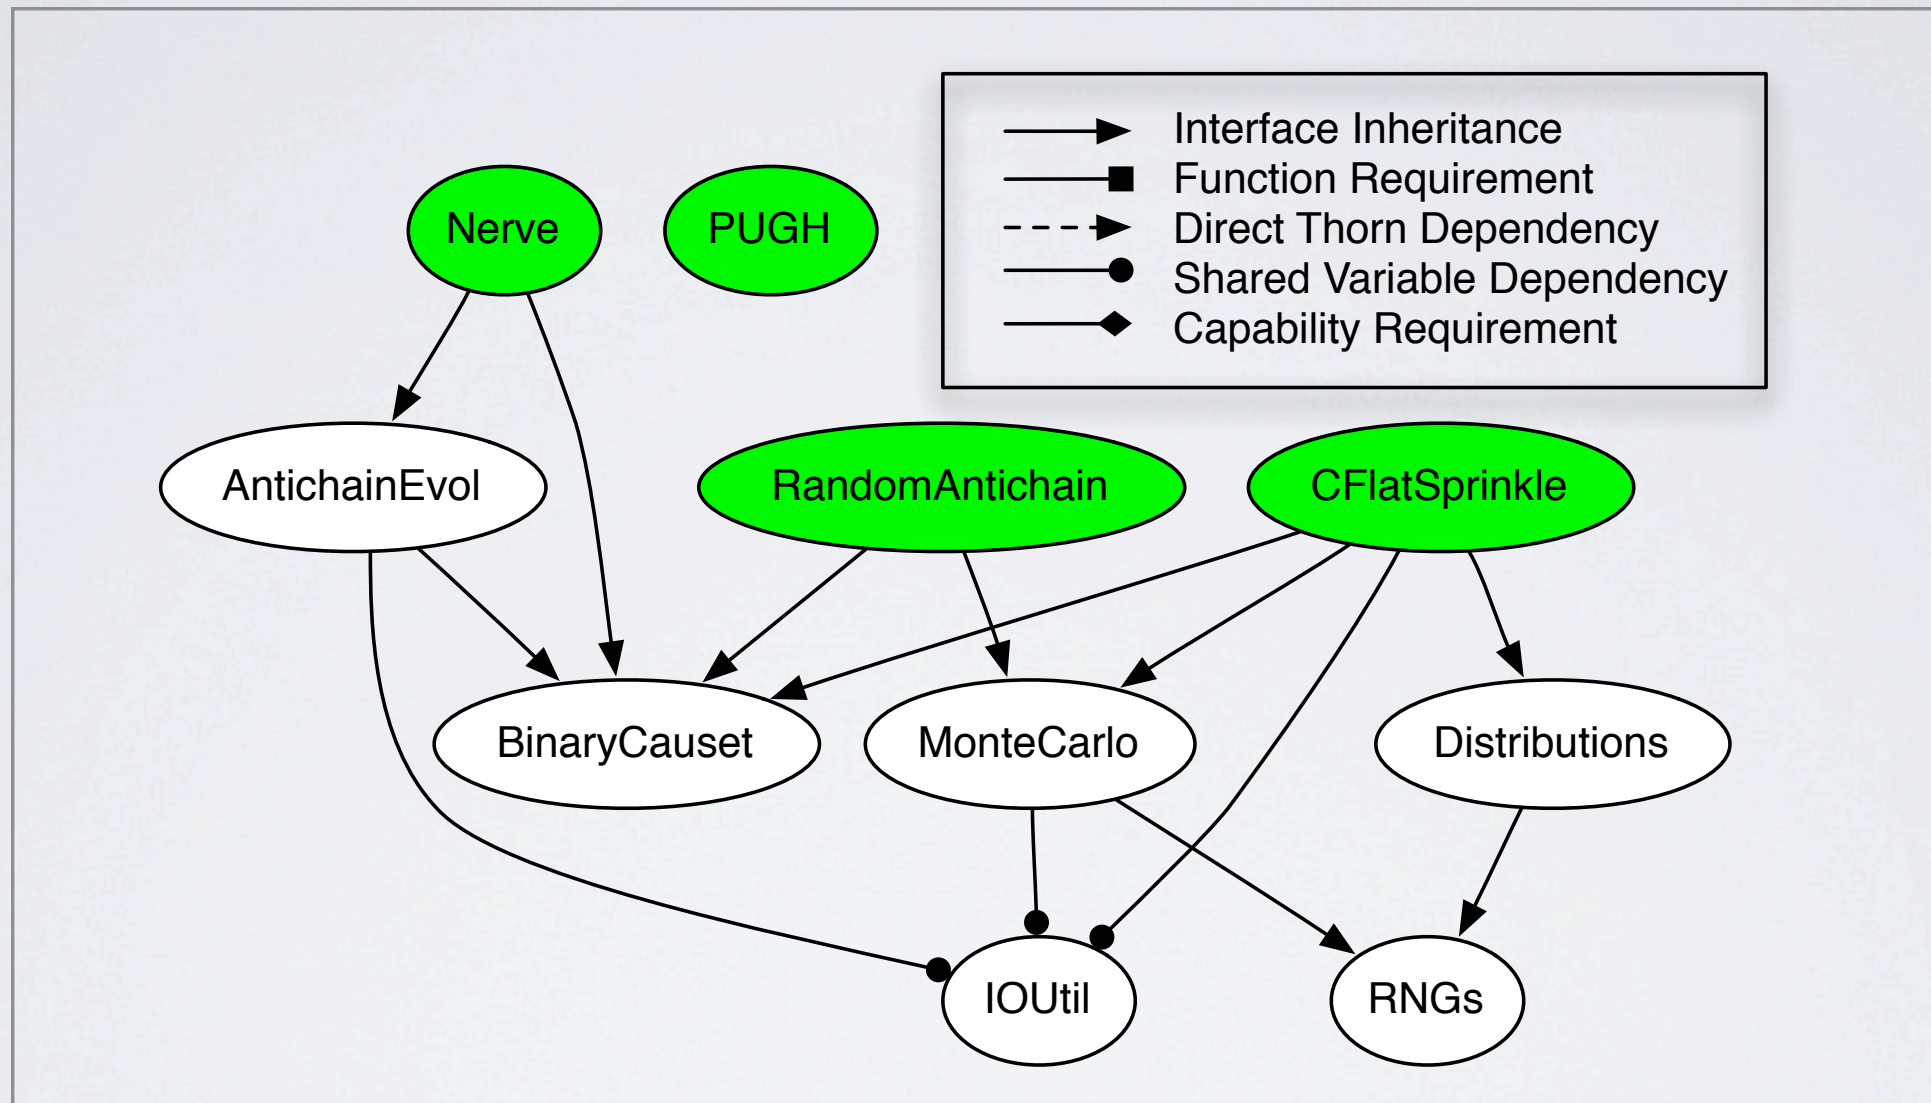 Interface Inheritance
Function Requirement
Direct Thorn Dependency
Shared Variable Dependency
Capability Requirement
Nerve
PUGH
AntichainEvol
RandomAntichain
CFlatSprinkle
BinaryCauset
MonteCarlo
Distributions
IOUtil
RNGs